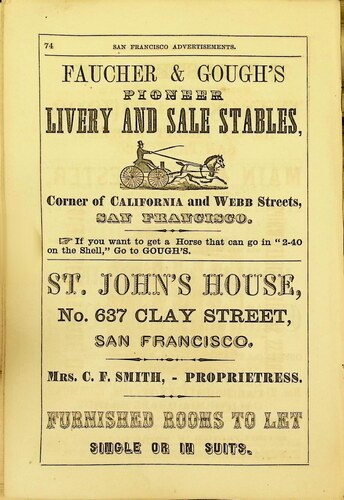 74 SAN FRANCISCO ADVERTISEMENTS.
FAUCHER & GOUGH'S
PIONEER
LIVERY AND SALE STABLES,
Corner of CALIFORNIA and WEBB Streets,
SAN FRANCISCO.
☞ If you want to get a Horse that can go in "2-40
on the Shell," Go to GOUGH'S.
ST. JOHN'S HOUSE,
No. 637 CLAY STREET,
SAN FRANCISCO.
MRS. C. F. SMITH, - PROPRIETRESS.
FURNISHED ROOMS TO LET
SINGLE OR IN SUITS.